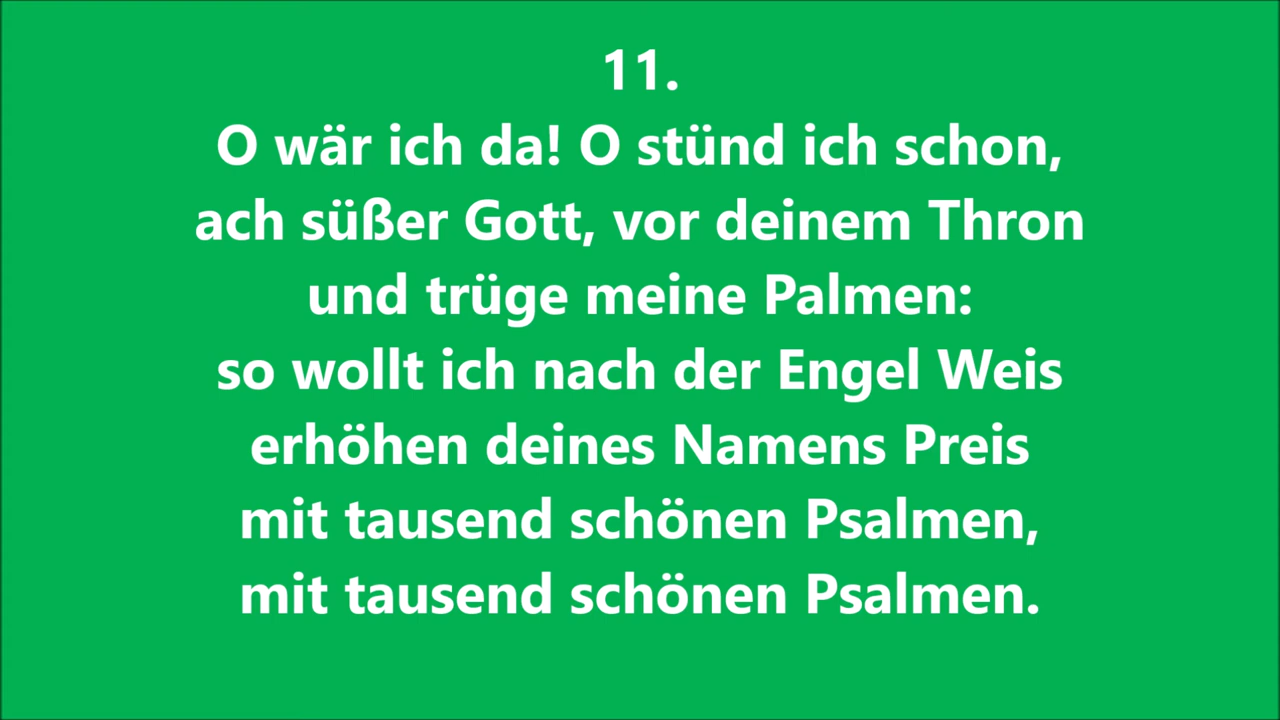 11.
O wär ich da! O stünd ich schon,
ach süßer Gott, vor deinem Thron
und trüge meine Palmen:
so wollt ich nach der Engel Weis
erhöhen deines Namens Preis
mit tausend schönen Psalmen,
mit tausend schönen Psalmen.